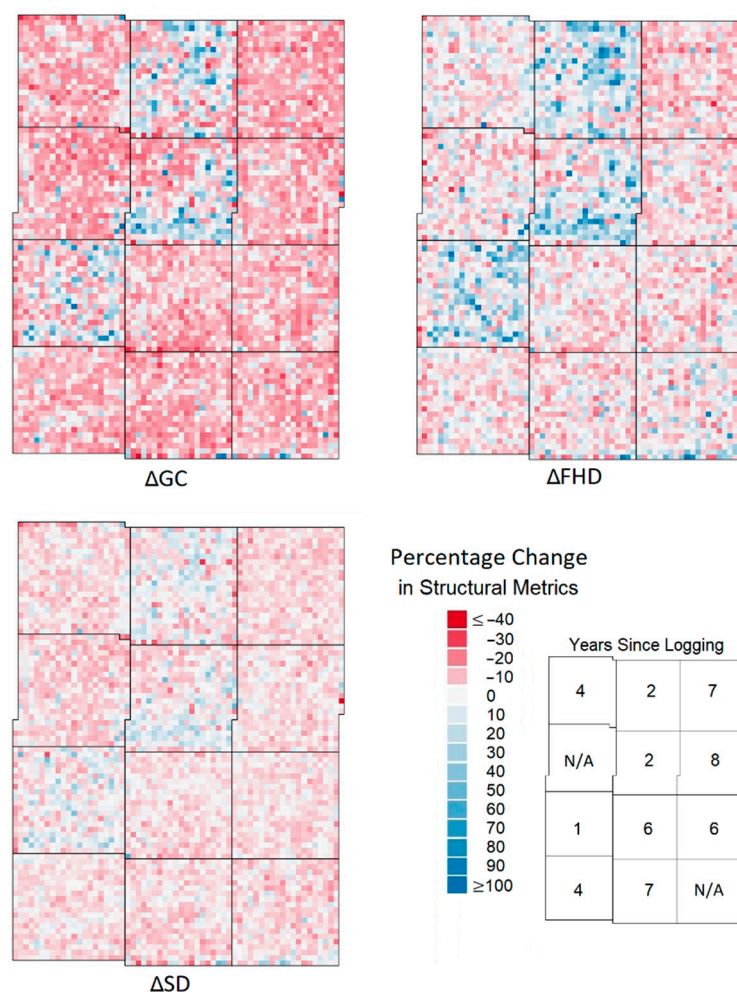 ΔGC
ΔFHD
ΔSD
Percentage Change
in Structural Metrics
≤ −40
−30
−20
−10
0
10
20
30
40
50
60
70
80
90
≥100
Years Since Logging
4 2 7
N/A 2 8
1 6 6
4 7 N/A